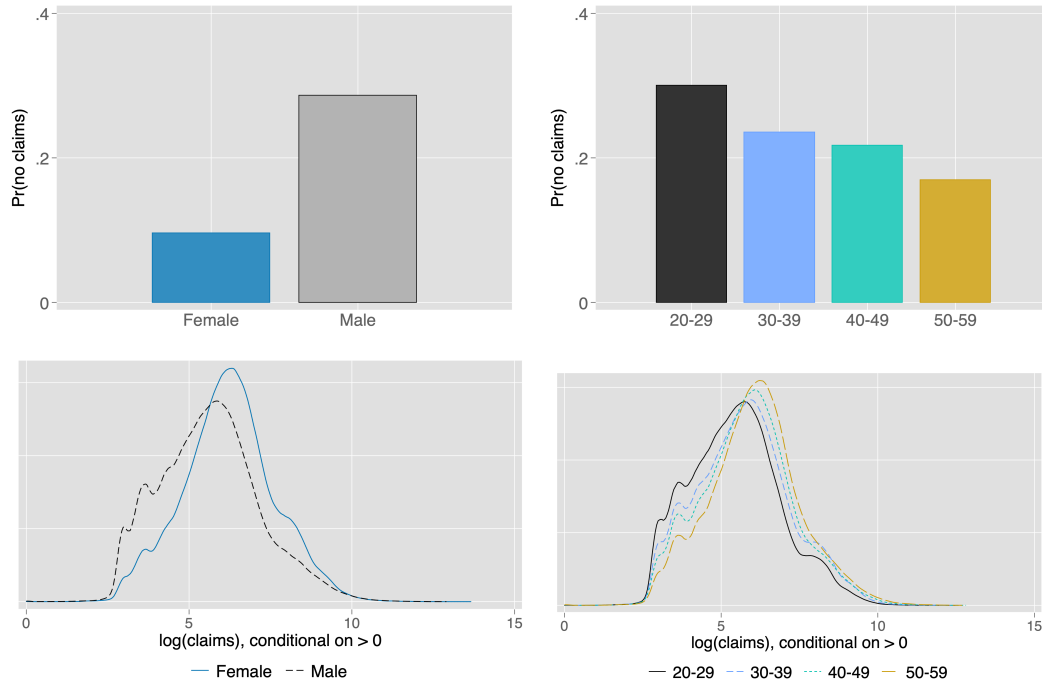 Pr(no claims)
.4
.2
0
Female
Male
Pr(no claims)
.4
.2
0
20-29
30-39
40-49
50-59
0
5
10
15
log(claims), conditional on > 0
Female
Male
0
5
10
15
log(claims), conditional on > 0
20-29
30-39
40-49
50-59